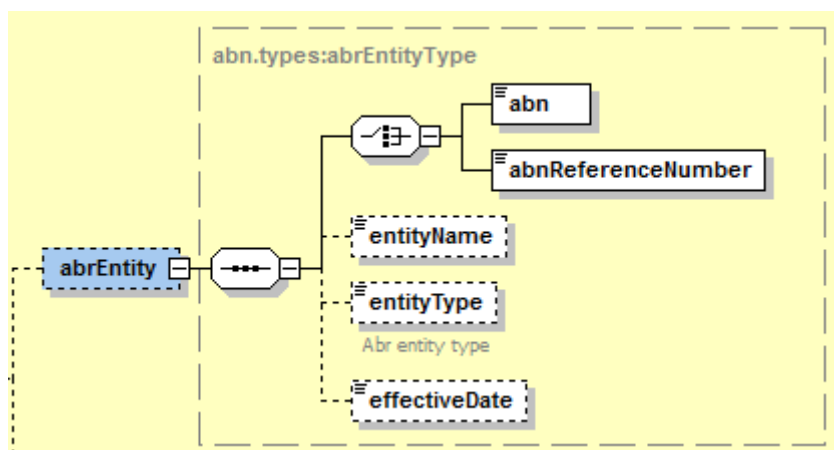 abn.types:abrEntityType
abn
abnReferenceNumber
entityName
abrEntity
entityType
Abr entity type
effectiveDate